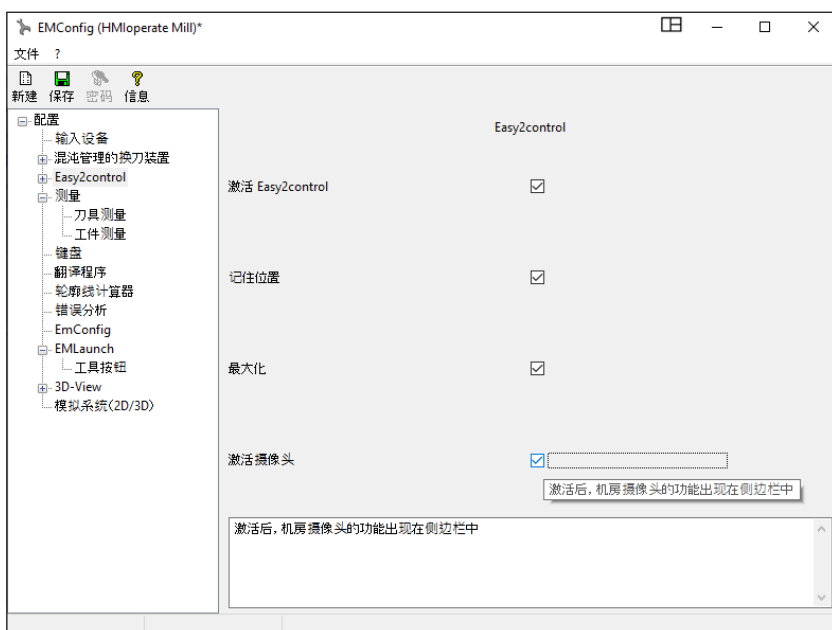 EMConfig (HMIoperate Mill)*
文件 ?
新建 保存 密码 信息
配置
输入设备
混沌管理的换刀装置
Easy2control
测量
刀具测量
工件测量
键盘
翻译程序
轮廓线计算器
错误分析
EmConfig
EMLaunch
工具按钮
3D-View
模拟系统(2D/3D)
Easy2control
激活 Easy2control
记住位置
最大化
激活摄像头
激活后, 机房摄像头的功能出现在侧边栏中
激活后, 机房摄像头的功能出现在侧边栏中